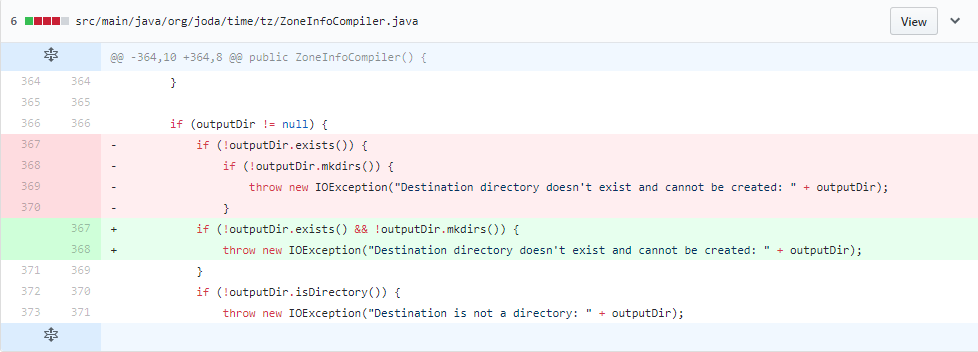 6 src/main/java/org/joda/time/tz/ZoneInfoCompiler.java View
@@ -364,10 +364,8 @@ public ZoneInfoCompiler() {
364 364 }
365 365
366 366 if (outputDir != null) {
367 - if (!outputDir.exists()) {
368 - if (!outputDir.mkdirs()) {
369 - throw new IOException("Destination directory doesn't exist and cannot be created: " + outputDir);
370 - }
367 + if (!outputDir.exists() && !outputDir.mkdirs()) {
368 + throw new IOException("Destination directory doesn't exist and cannot be created: " + outputDir);
371 369 }
372 370 if (!outputDir.isDirectory()) {
373 371 throw new IOException("Destination is not a directory: " + outputDir);